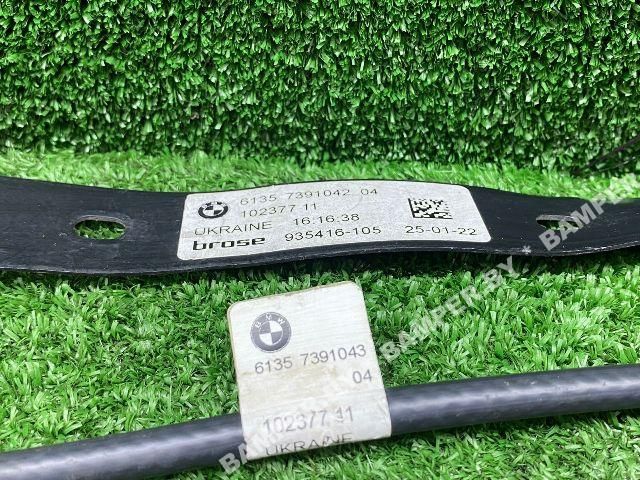 6135 7391042 04
102377 11
UKRAINE 16:16:38
brose 935416-105 25-01-22
BMW
6135 7391043
04
102377 11
UKRAINE
BAMPER.BY * BAMPER.BY * BAMPER.BY